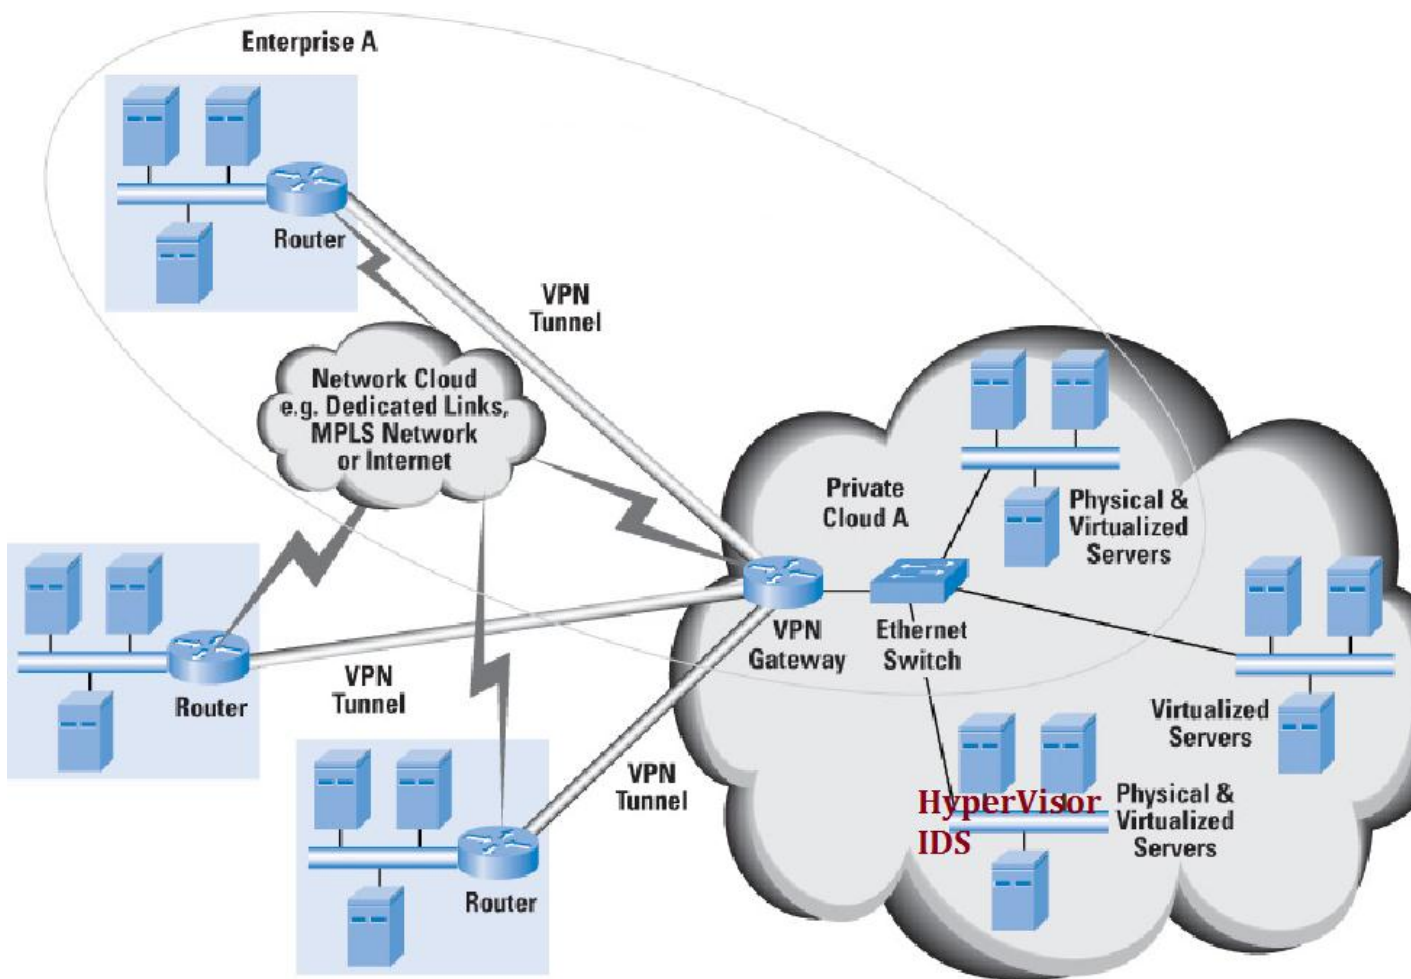 Enterprise A
Router
VPN
Tunnel
Network Cloud
e.g. Dedicated Links,
MPLS Network
or Internet
Private
Cloud A
Physical &
Virtualized
Servers
VPN
Gateway
Ethernet
Switch
Router
VPN
Tunnel
Virtualized
Servers
VPN
Tunnel
HyperVisor
IDS
Physical &
Virtualized
Servers
Router